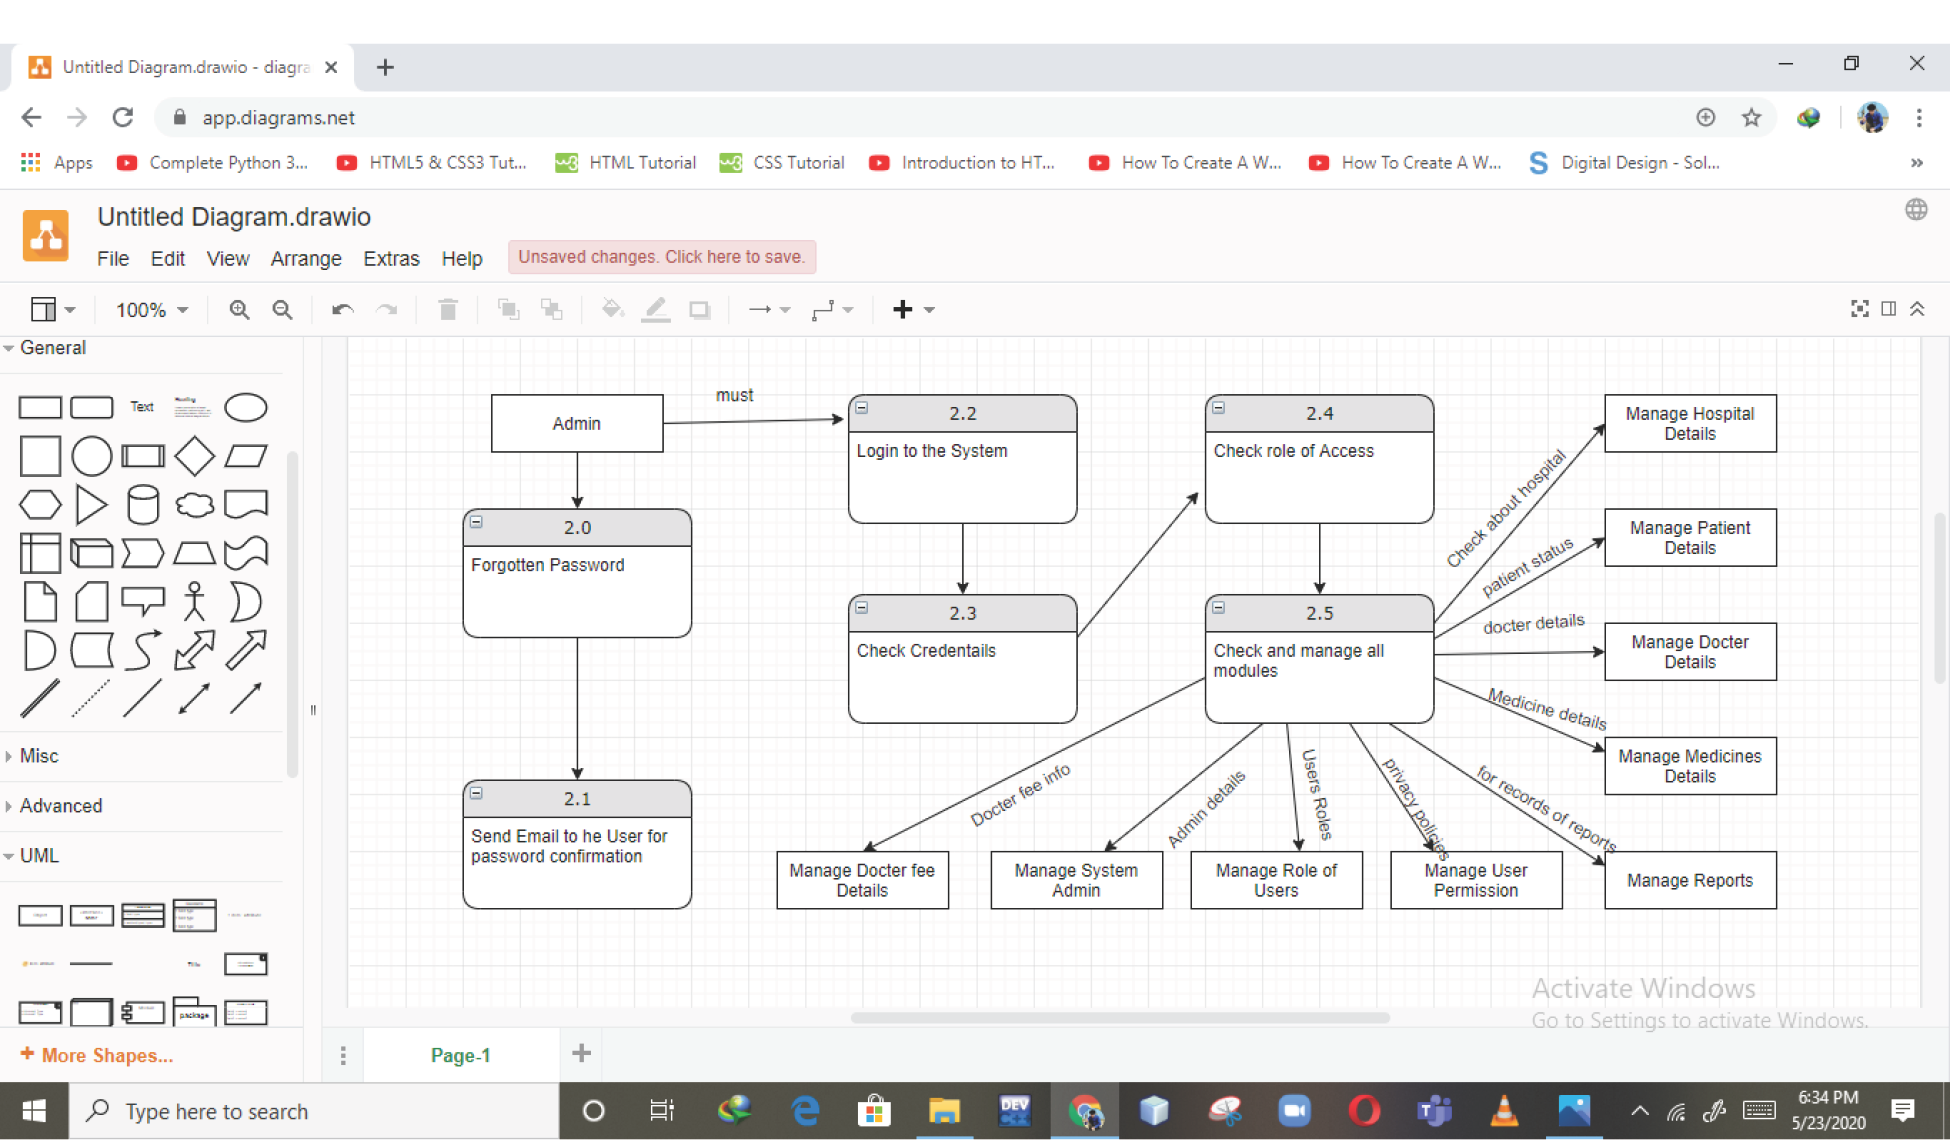 Untitled Diagram.drawio - diagra
app.diagrams.net
Apps
Complete Python 3...
HTML5 & CSS3 Tut...
HTML Tutorial
CSS Tutorial
Introduction to HT...
How To Create A W...
How To Create A W...
Digital Design - Sol...
Untitled Diagram.drawio
File Edit View Arrange Extras Help
Unsaved changes. Click here to save.
100%
General
Text
Misc
Advanced
UML
package
+ More Shapes...
Admin
must
2.0
Forgotten Password
2.1
Send Email to he User for
password confirmation
2.2
Login to the System
2.3
Check Credentails
2.4
Check role of Access
2.5
Check and manage all
modules
Check about hospital
patient status
docter details
Medicine details
for records of reports
privacy policies
Users Roles
Admin details
Docter fee info
Manage Hospital
Details
Manage Patient
Details
Manage Docter
Details
Manage Medicines
Details
Manage Docter fee
Details
Manage System
Admin
Manage Role of
Users
Manage User
Permission
Manage Reports
Activate Windows
Go to Settings to activate Windows.
Page-1
Type here to search
DEV
C++
6:34 PM
5/23/2020